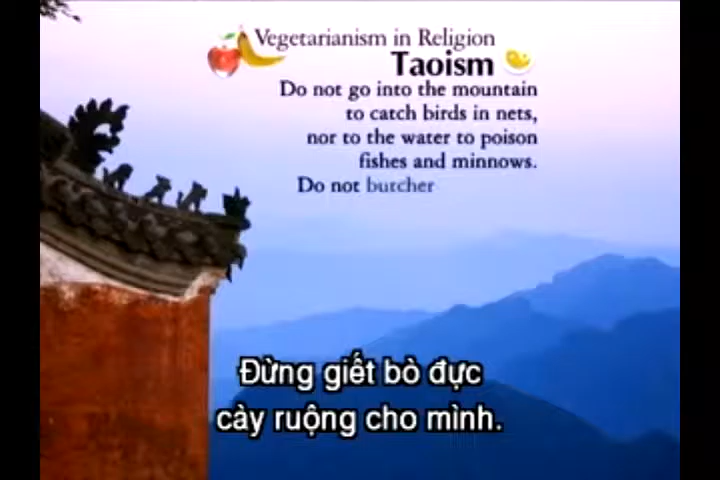 Vegetarianism in Religion
Taoism
Do not go into the mountain
to catch birds in nets,
nor to the water to poison
fishes and minnows.
Do not butcher
Đừng giết bò đực
cày ruộng cho mình.